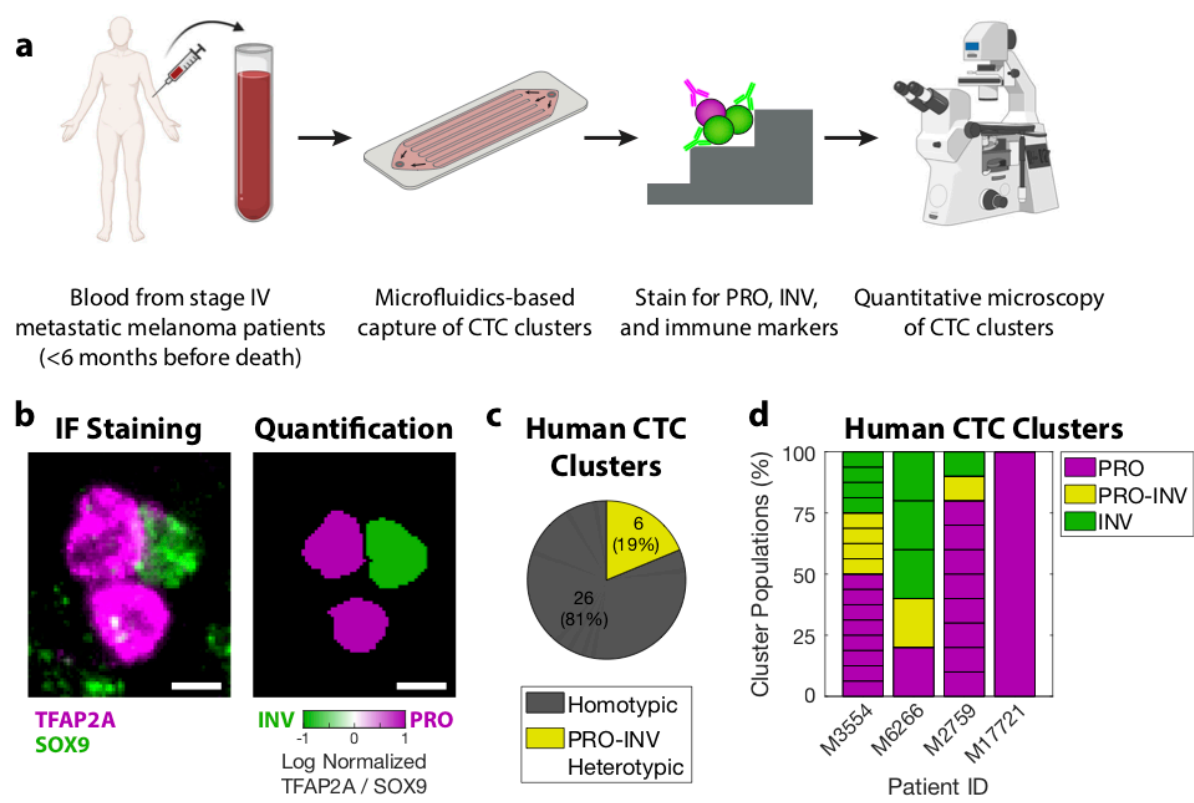 a
Blood from stage IV
metastatic melanoma patients
(<6 months before death)
Microfluidics-based
capture of CTC clusters
Stain for PRO, INV,
and immune markers
Quantitative microscopy
of CTC clusters
b
IF Staining
Quantification
TFAP2A
SOX9
INV
PRO
-1
0
1
Log Normalized
TFAP2A / SOX9
c
Human CTC
Clusters
6
(19%)
26
(81%)
Homotypic
PRO-INV
Heterotypic
d
Human CTC Clusters
Cluster Populations (%)
100
75
50
25
0
M3554
M6266
M2759
M17721
Patient ID
PRO
PRO-INV
INV